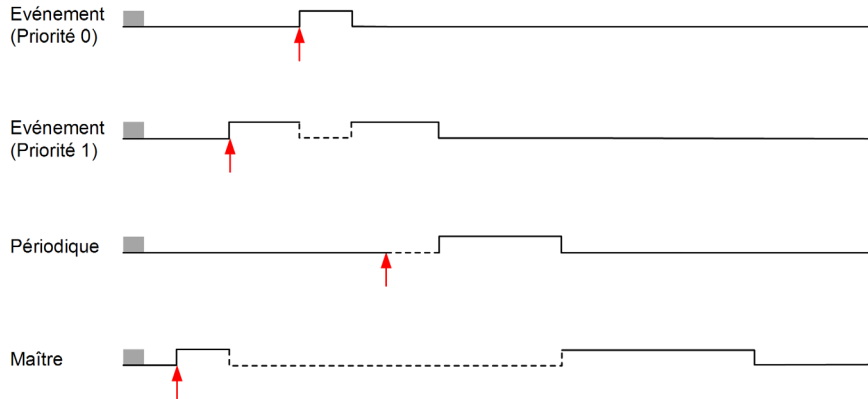 Evénement
(Priorité 0)
Evénement
(Priorité 1)
Périodique
Maître